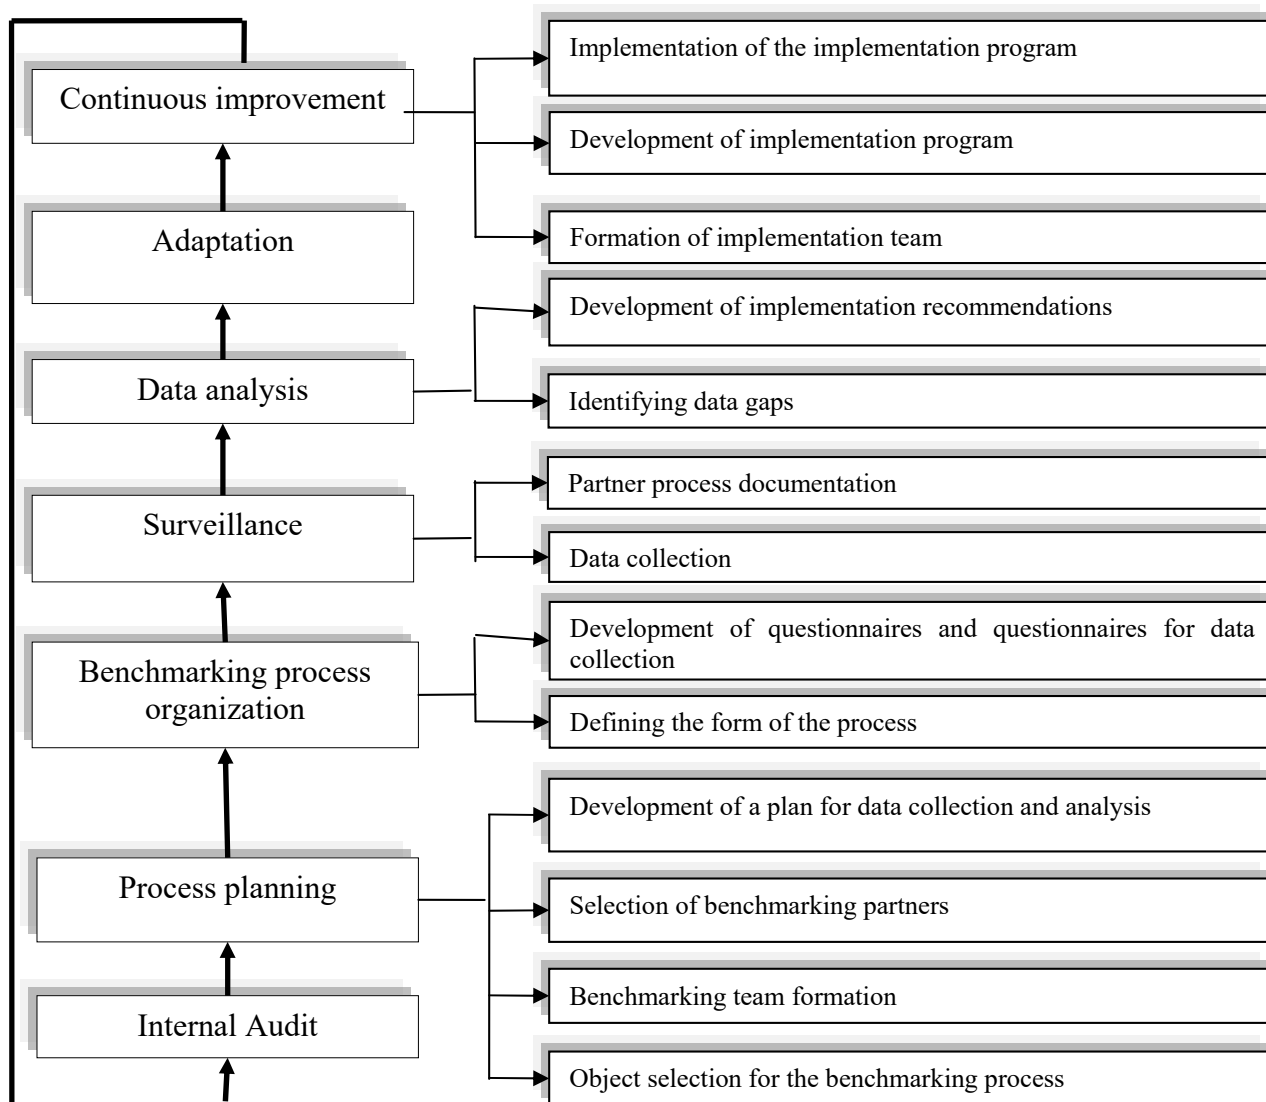 Continuous improvement
Implementation of the implementation program
Development of implementation program
Formation of implementation team
Adaptation
Data analysis
Development of implementation recommendations
Identifying data gaps
Surveillance
Partner process documentation
Data collection
Benchmarking process
organization
Development of questionnaires and questionnaires for data
collection
Defining the form of the process
Process planning
Development of a plan for data collection and analysis
Selection of benchmarking partners
Benchmarking team formation
Object selection for the benchmarking process
Internal Audit